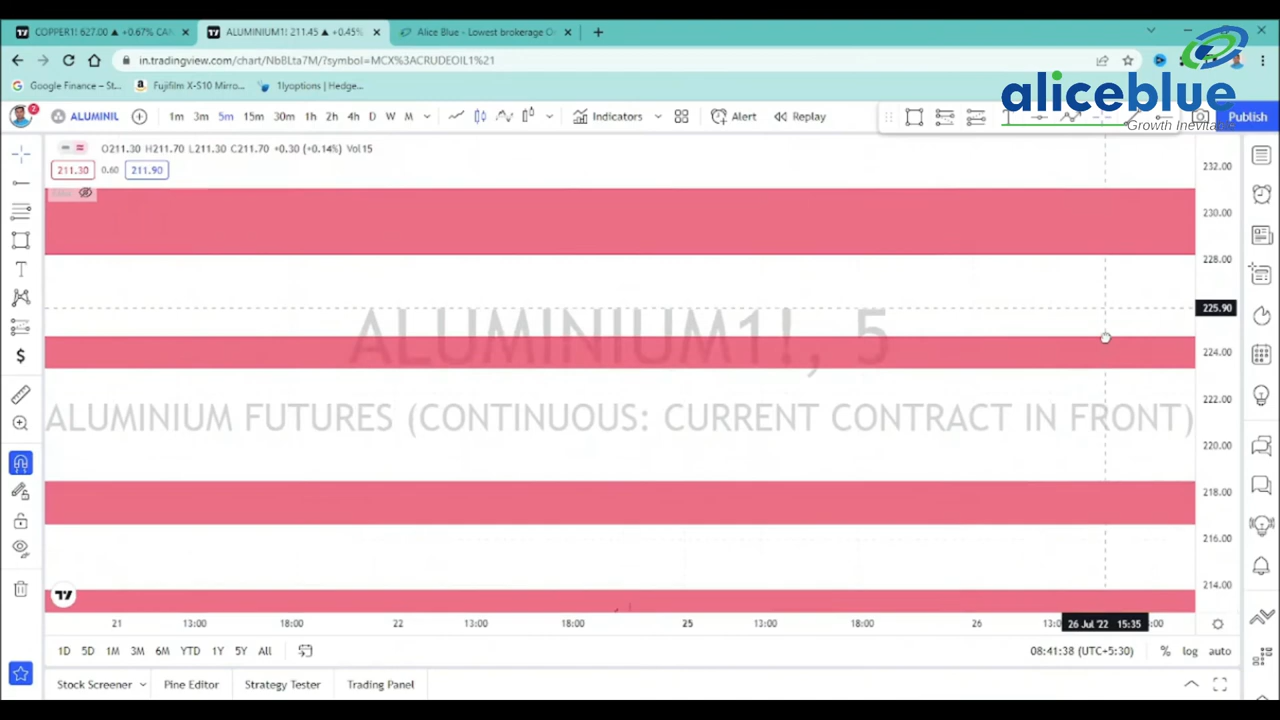 COPPER1! 627.00 ▲ +0.67% CAN
ALUMINIUM1! 211.45 ▲ +0.45%
Alice Blue - Lowest brokerage O
in.tradingview.com/chart/NbBLta7M/?symbol=MCX%3ACRUDEOIL1%21
Google Finance – St...
Fujifilm X-S10 Mirro...
1lyoptions | Hedge...
aliceblue
Growth Inevitable
2
ALUMINIL
1m 3m 5m 15m 30m 1h 2h 4h D W M
Indicators
Alert
Replay
Publish
O211.30 H211.70 L211.30 C211.70 +0.30 (+0.14%) Vol15
211.30 0.60 211.90
232.00
230.00
228.00
225.90
224.00
222.00
220.00
218.00
216.00
214.00
ALUMINIUM1!, 5
ALUMINIUM FUTURES (CONTINUOUS: CURRENT CONTRACT IN FRONT)
21 13:00 18:00 22 13:00 18:00 25 13:00 18:00 26 13:0 26 Jul '22 15:35 :00
1D 5D 1M 3M 6M YTD 1Y 5Y All
08:41:38 (UTC+5:30) % log auto
Stock Screener Pine Editor Strategy Tester Trading Panel